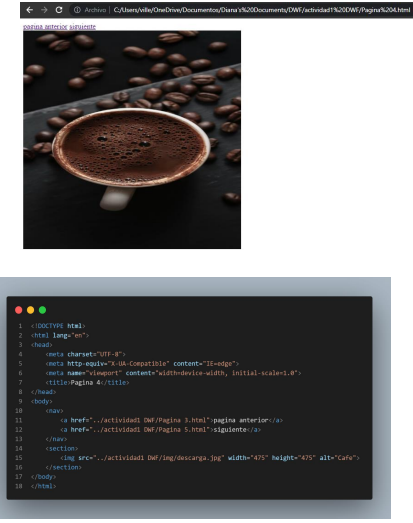 Archivo | C:/Users/ville/OneDrive/Documentos/Diana's%20Documents/DWF/actividad1%20DWF/Pagina%204.html
pagina anterior siguiente
1 <!DOCTYPE html>
2 <html lang="en">
3 <head>
4 <meta charset="UTF-8">
5 <meta http-equiv="X-UA-Compatible" content="IE=edge">
6 <meta name="viewport" content="width=device-width, initial-scale=1.0">
7 <title>Pagina 4</title>
8 </head>
9 <body>
10 <nav>
11 <a href="../actividad1 DWF/Pagina 3.html">pagina anterior</a>
12 <a href="../actividad1 DWF/Pagina 5.html">siguiente</a>
13 </nav>
14 <section>
15 <img src="../actividad1 DWF/img/descarga.jpg" width="475" height="475" alt="Cafe">
16 </section>
17 </body>
18 </html>